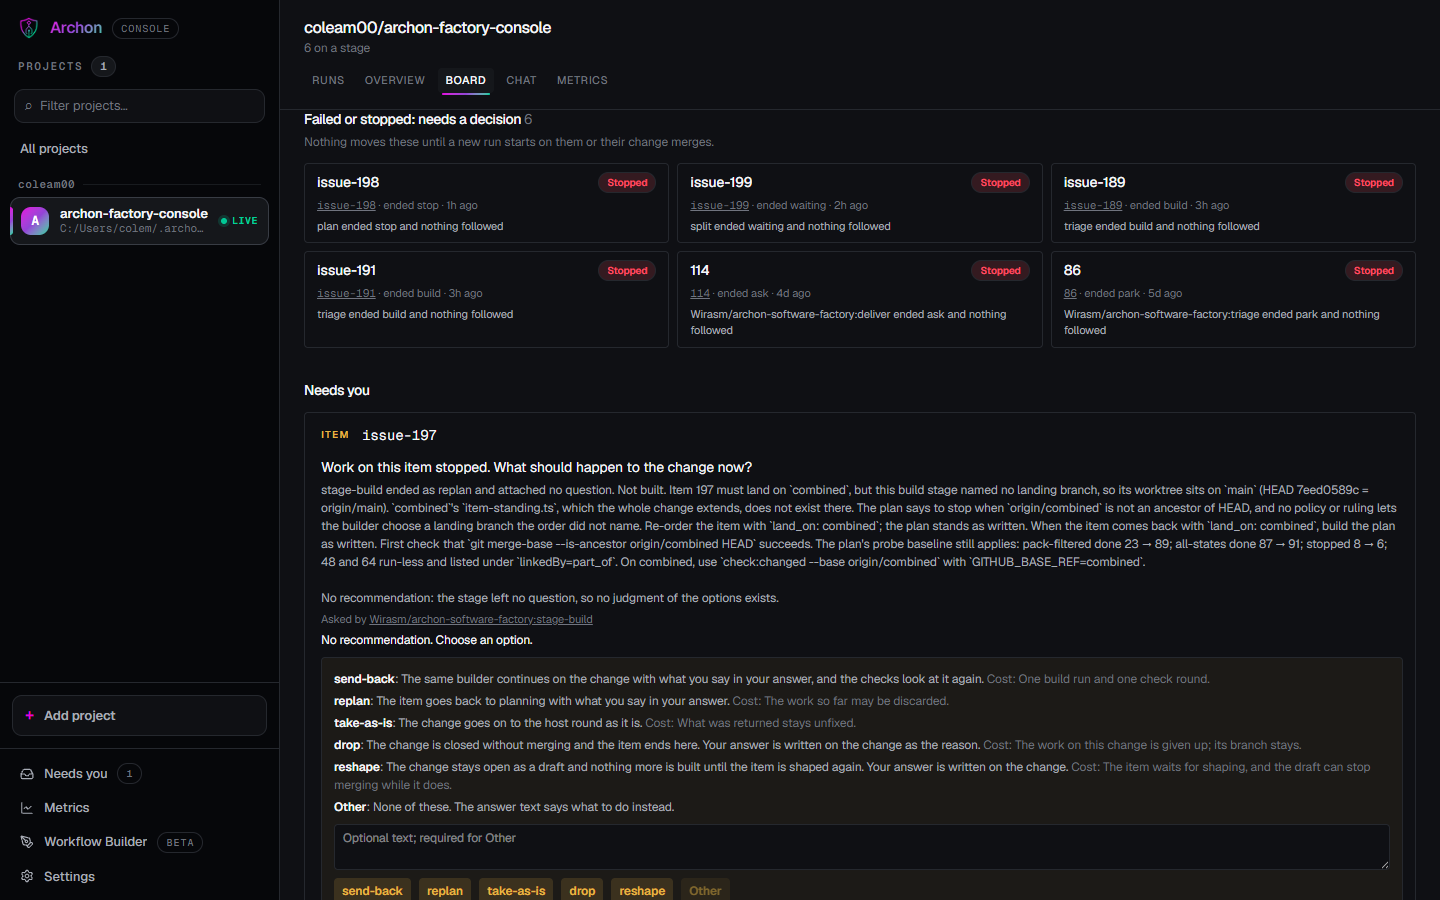 Archon CONSOLE
PROJECTS 1
Filter projects...
All projects
coleam00
A archon-factory-console LIVE
C:/Users/colem/.archo…
+ Add project
Needs you 1
Metrics
Workflow Builder BETA
Settings
coleam00/archon-factory-console
6 on a stage
RUNS OVERVIEW BOARD CHAT METRICS
Failed or stopped: needs a decision 6
Nothing moves these until a new run starts on them or their change merges.
issue-198 Stopped
issue-198 · ended stop · 1h ago
plan ended stop and nothing followed
issue-199 Stopped
issue-199 · ended waiting · 2h ago
split ended waiting and nothing followed
issue-189 Stopped
issue-189 · ended build · 3h ago
triage ended build and nothing followed
issue-191 Stopped
issue-191 · ended build · 3h ago
triage ended build and nothing followed
114 Stopped
114 · ended ask · 4d ago
Wirasm/archon-software-factory:deliver ended ask and nothing
followed
86 Stopped
86 · ended park · 5d ago
Wirasm/archon-software-factory:triage ended park and nothing
followed
Needs you
ITEM issue-197
Work on this item stopped. What should happen to the change now?
stage-build ended as replan and attached no question. Not built. Item 197 must land on `combined`, but this build stage named no landing branch, so its worktree sits on `main` (HEAD 7eed0589c =
origin/main). `combined`'s `item-standing.ts`, which the whole change extends, does not exist there. The plan says to stop when `origin/combined` is not an ancestor of HEAD, and no policy or ruling lets
the builder choose a landing branch the order did not name. Re-order the item with `land_on: combined`; the plan stands as written. When the item comes back with `land_on: combined`, build the plan
as written. First check that `git merge-base --is-ancestor origin/combined HEAD` succeeds. The plan's probe baseline still applies: pack-filtered done 23 → 89; all-states done 87 → 91; stopped 8 → 6;
48 and 64 run-less and listed under `linkedBy=part_of`. On combined, use `check:changed --base origin/combined` with `GITHUB_BASE_REF=combined`.
No recommendation: the stage left no question, so no judgment of the options exists.
Asked by Wirasm/archon-software-factory:stage-build
No recommendation. Choose an option.
send-back: The same builder continues on the change with what you say in your answer, and the checks look at it again. Cost: One build run and one check round.
replan: The item goes back to planning with what you say in your answer. Cost: The work so far may be discarded.
take-as-is: The change goes on to the host round as it is. Cost: What was returned stays unfixed.
drop: The change is closed without merging and the item ends here. Your answer is written on the change as the reason. Cost: The work on this change is given up; its branch stays.
reshape: The change stays open as a draft and nothing more is built until the item is shaped again. Your answer is written on the change. Cost: The item waits for shaping, and the draft can stop
merging while it does.
Other: None of these. The answer text says what to do instead.
Optional text; required for Other
send-back replan take-as-is drop reshape Other